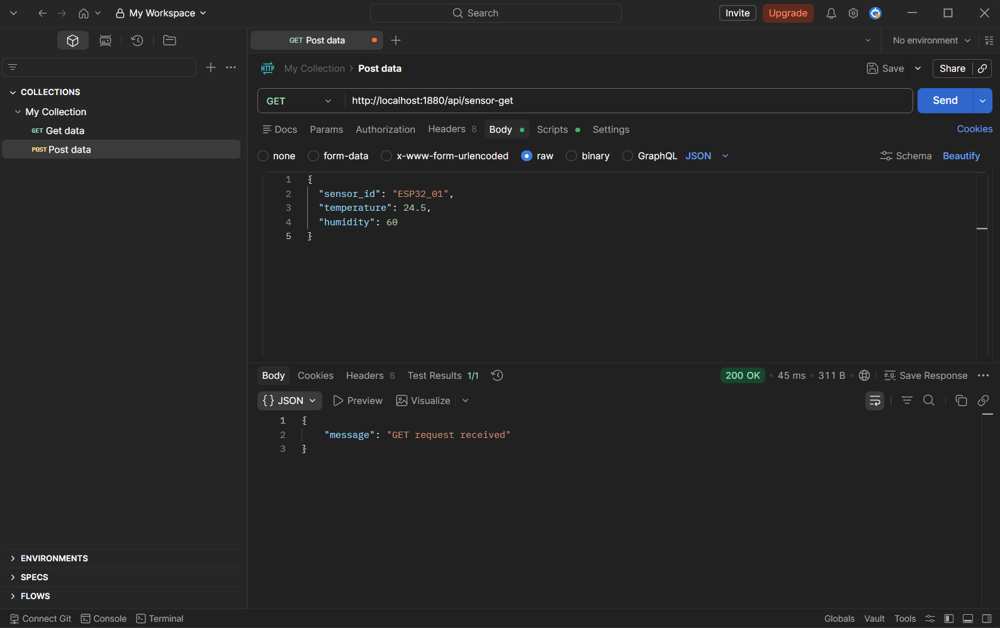 My Workspace
Search
Invite
Upgrade
GET Post data
No environment
HTTP My Collection > Post data
Save
Share
COLLECTIONS
My Collection
GET Get data
POST Post data
GET http://localhost:1880/api/sensor-get
Send
Docs Params Authorization Headers 8 Body Scripts Settings
Cookies
none form-data x-www-form-urlencoded raw binary GraphQL JSON
Schema Beautify
1 {
2 "sensor_id": "ESP32_01",
3 "temperature": 24.5,
4 "humidity": 60
5 }
Body Cookies Headers 8 Test Results 1/1
200 OK • 45 ms • 311 B •
e.g. Save Response
{} JSON Preview Visualize
1 {
2 "message": "GET request received"
3 }
ENVIRONMENTS
SPECS
FLOWS
Connect Git Console Terminal
Globals Vault Tools